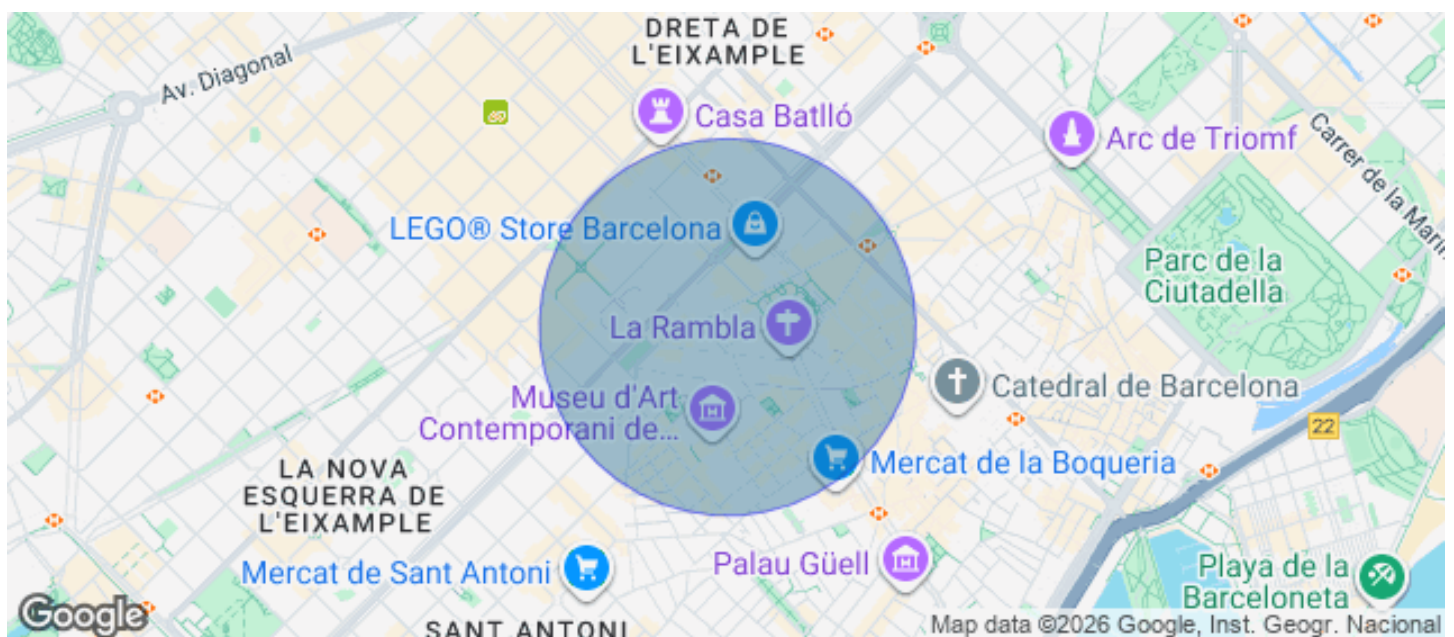 DRETA DE
L'EIXAMPLE
Av. Diagonal
Casa Batlló
Arc de Triomf
Carrer de la Marin
LEGO® Store Barcelona
Parc de la
Ciutadella
La Rambla
Museu d'Art
Contemporani de...
Catedral de Barcelona
22
LA NOVA
ESQUERRA DE
L'EIXAMPLE
Mercat de la Boqueria
Mercat de Sant Antoni
Palau Güell
Playa de la
Barceloneta
SANT ANTONI
Google
Map data ©2026 Google, Inst. Geogr. Nacional